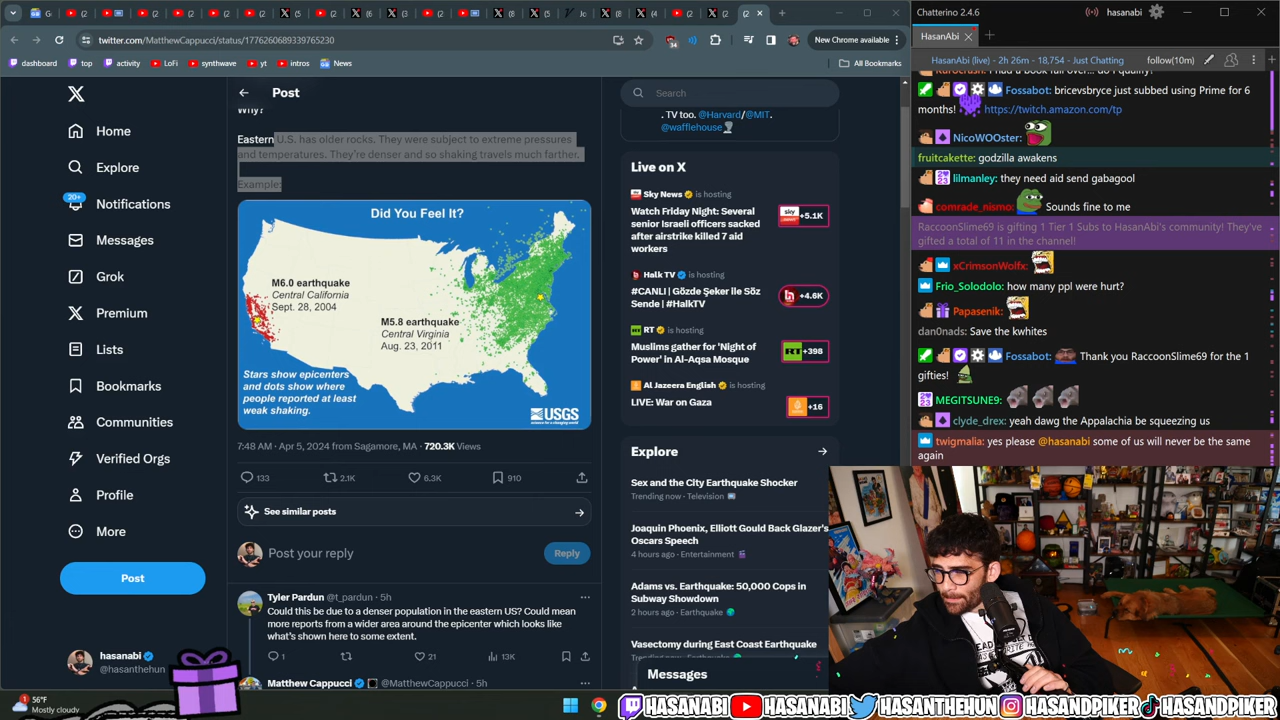 New Chrome available
twitter.com/MatthewCappucci/status/1776260689339765230
dashboard
top
activity
LoFi
synthwave
yt
intros
News
All Bookmarks
Home
Explore
20+
Notifications
Messages
Grok
Premium
Lists
Bookmarks
Communities
Verified Orgs
Profile
More
Post
hasanabi
@hasanthehun
Post
Why?
Eastern U.S. has older rocks. They were subject to extreme pressures
and temperatures. They're denser and so shaking travels much farther.
Example:
Did You Feel It?
M6.0 earthquake
Central California
Sept. 28, 2004
M5.8 earthquake
Central Virginia
Aug. 23, 2011
Stars show epicenters
and dots show where
people reported at least
weak shaking.
USGS
science for a changing world
7:48 AM · Apr 5, 2024 from Sagamore, MA · 720.3K Views
133
2.1K
6.3K
910
See similar posts
Post your reply
Reply
Tyler Pardun @t_pardun · 5h
Could this be due to a denser population in the eastern US? Could mean
more reports from a wider area around the epicenter which looks like
what's shown here to some extent.
1
21
13K
Matthew Cappucci @MatthewCappucci · 5h
Search
. TV too. @Harvard/@MIT.
@wafflehouse
Live on X
Sky News is hosting
Watch Friday Night: Several
senior Israeli officers sacked
after airstrike killed 7 aid
workers
sky
+5.1K
Halk TV is hosting
#CANLI | Gözde Şeker ile Söz
Sende | #HalkTV
+4.6K
RT is hosting
Muslims gather for 'Night of
Power' in Al-Aqsa Mosque
RT
+398
Al Jazeera English is hosting
LIVE: War on Gaza
+16
Explore
Sex and the City Earthquake Shocker
Trending now · Television
Joaquin Phoenix, Elliott Gould Back Glazer's
Oscars Speech
4 hours ago · Entertainment
Adams vs. Earthquake: 50,000 Cops in
Subway Showdown
2 hours ago · Earthquake
Vasectomy during East Coast Earthquake
Messages
Chatterino 2.4.6
hasanabi
HasanAbi
HasanAbi (live) - 2h 26m - 18,754 - Just Chatting
follow(10m)
Fossabot: bricevsbryce just subbed using Prime for 6
months! https://twitch.amazon.com/tp
NicoWOOster:
fruitcakette: godzilla awakens
lilmanley: they need aid send gabagool
comrade_nismo: Sounds fine to me
RaccoonSlime69 is gifting 1 Tier 1 Subs to HasanAbi's community! They've
gifted a total of 11 in the channel!
xCrimsonWolfx:
Frio_Solodolo: how many ppl were hurt?
Papasenik:
dan0nads: Save the kwhites
Fossabot: Thank you RaccoonSlime69 for the 1
gifties!
MEGITSUNE9:
clyde_drex: yeah dawg the Appalachia be squeezing us
twigmalia: yes please @hasanabi some of us will never be the same
again
1
56°F
Mostly cloudy
HASANABI
HASANABI
HASANTHEHUN
HASANDPIKER
HASANDPIKER